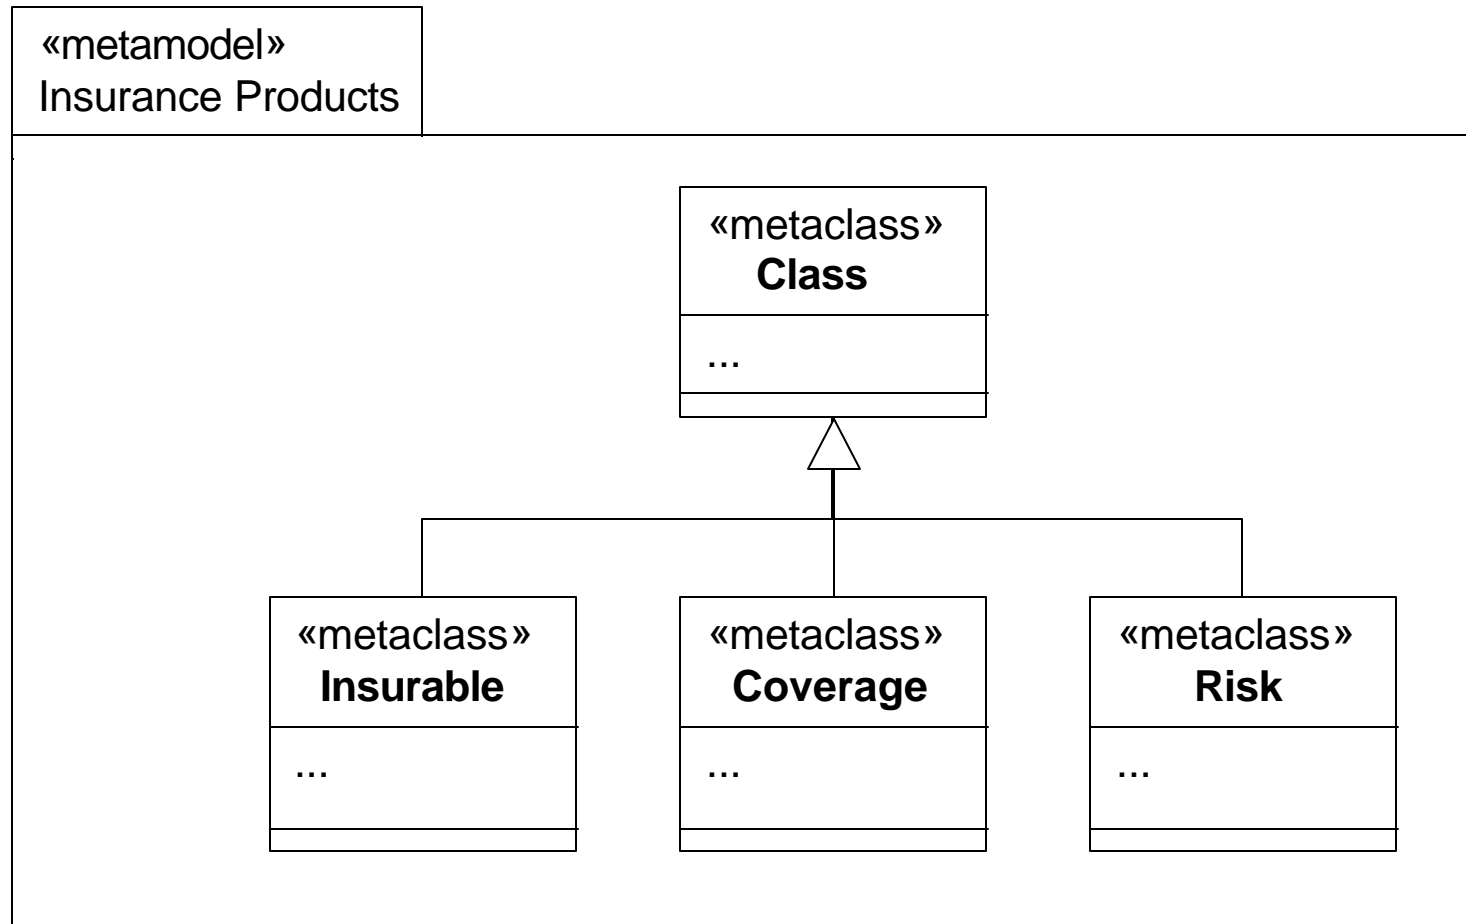 «metamodel»
Insurance Products
«metaclass»
Class
...
«metaclass»
Insurable
...
«metaclass»
Coverage
...
«metaclass»
Risk
...